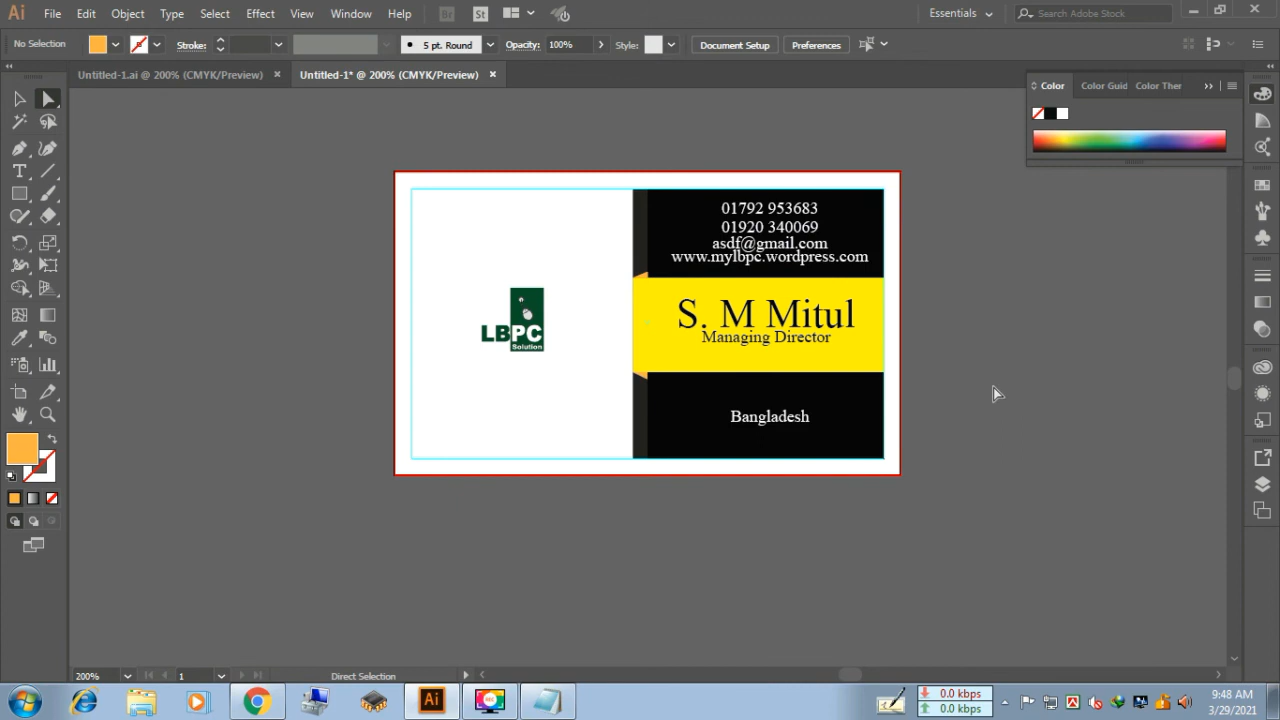 Ai File Edit Object Type Select Effect View Window Help Br St Essentials Search Adobe Stock
No Selection Stroke: 5 pt. Round Opacity: 100% Style: Document Setup Preferences
Untitled-1.ai @ 200% (CMYK/Preview) Untitled-1* @ 200% (CMYK/Preview)
Color Color Guid Color Ther
01792 953683
01920 340069
asdf@gmail.com
www.mylbpc.wordpress.com
S. M Mitul
Managing Director
LBPC
Solution
Bangladesh
200% 1 Direct Selection
Ai 0.0 kbps 9:48 AM
0.0 kbps 3/29/2021